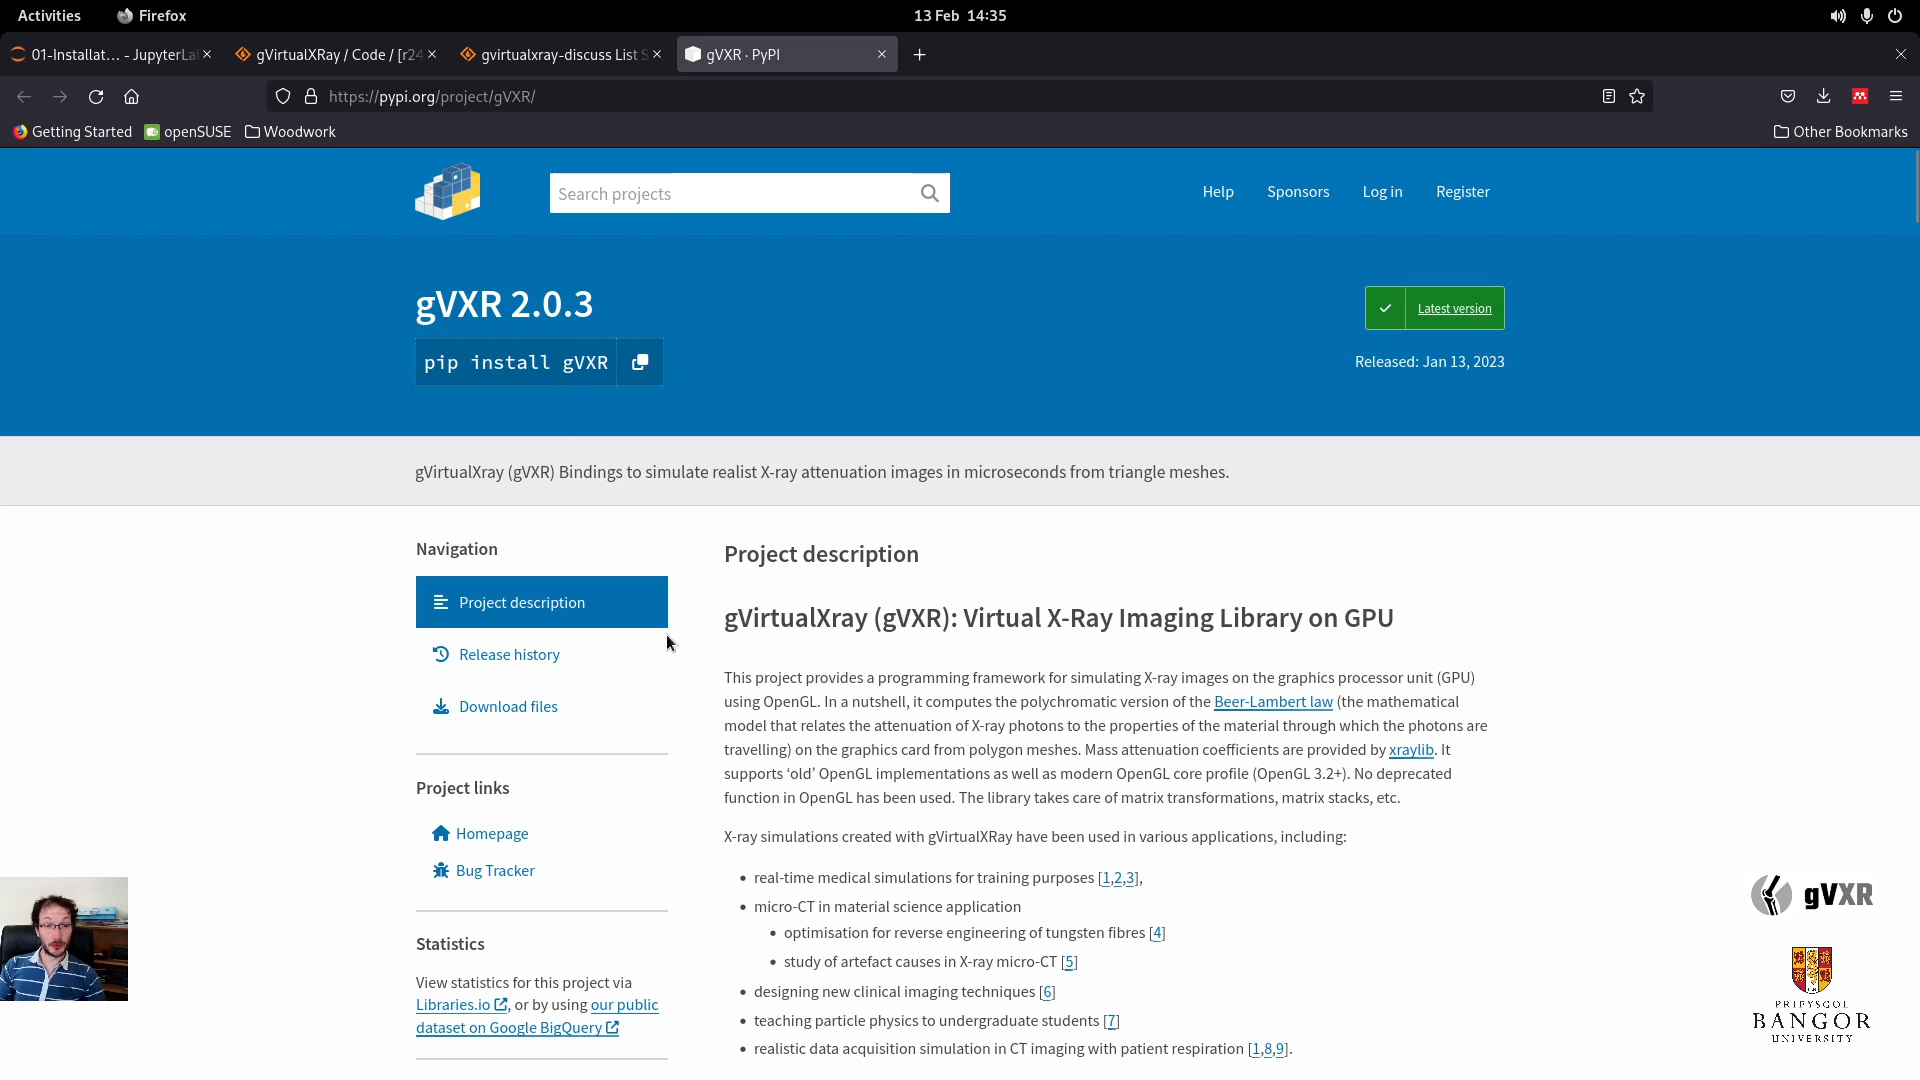 Activities Firefox 13 Feb 14:35
01-Installat… - JupyterLa gVirtualXRay / Code / [r24 gvirtualxray-discuss List S gVXR · PyPI
https://pypi.org/project/gVXR/
Getting Started openSUSE Woodwork Other Bookmarks
Search projects Help Sponsors Log in Register
gVXR 2.0.3
Latest version
pip install gVXR
Released: Jan 13, 2023
gVirtualXray (gVXR) Bindings to simulate realist X-ray attenuation images in microseconds from triangle meshes.
Navigation
Project description
Release history
Download files
Project links
Homepage
Bug Tracker
Statistics
View statistics for this project via
Libraries.io, or by using our public
dataset on Google BigQuery
Project description
gVirtualXray (gVXR): Virtual X-Ray Imaging Library on GPU
This project provides a programming framework for simulating X-ray images on the graphics processor unit (GPU)
using OpenGL. In a nutshell, it computes the polychromatic version of the Beer-Lambert law (the mathematical
model that relates the attenuation of X-ray photons to the properties of the material through which the photons are
travelling) on the graphics card from polygon meshes. Mass attenuation coefficients are provided by xraylib. It
supports ‘old’ OpenGL implementations as well as modern OpenGL core profile (OpenGL 3.2+). No deprecated
function in OpenGL has been used. The library takes care of matrix transformations, matrix stacks, etc.
X-ray simulations created with gVirtualXRay have been used in various applications, including:
• real-time medical simulations for training purposes [1,2,3],
• micro-CT in material science application
• optimisation for reverse engineering of tungsten fibres [4]
• study of artefact causes in X-ray micro-CT [5]
• designing new clinical imaging techniques [6]
• teaching particle physics to undergraduate students [7]
• realistic data acquisition simulation in CT imaging with patient respiration [1,8,9].
gVXR
PRIFYSGOL
BANGOR
UNIVERSITY